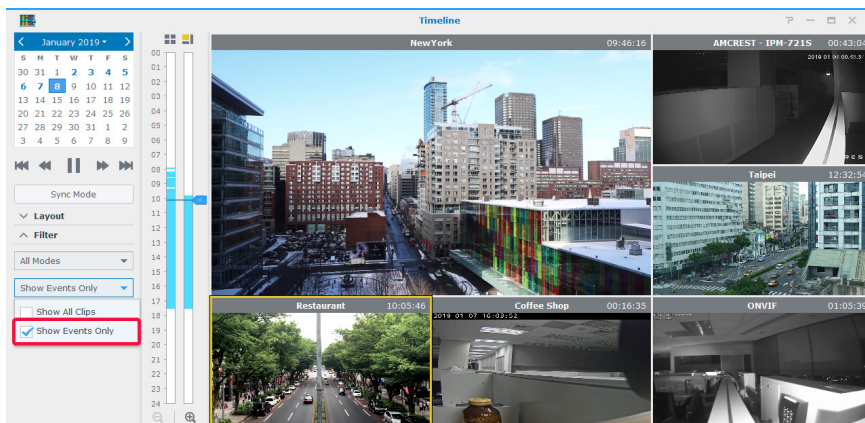 Timeline
January 2019
S M T W T F S
30 31 1 2 3 4 5
6 7 8 9 10 11 12
13 14 15 16 17 18 19
20 21 22 23 24 25 26
27 28 29 30 31 1 2
3 4 5 6 7 8 9
Sync Mode
Layout
Filter
All Modes
Show Events Only
Show All Clips
Show Events Only
00
01
02
03
04
05
06
07
08
09
10
11
12
13
14
15
16
17
18
19
20
21
22
23
24
NewYork 09:46:16
AMCREST - IPM-721S 00:43:04
Taipei 12:32:54
Restaurant 10:05:46
Coffee Shop 00:16:35
2019 01 07 16:03:52
ONVIF 01:05:39